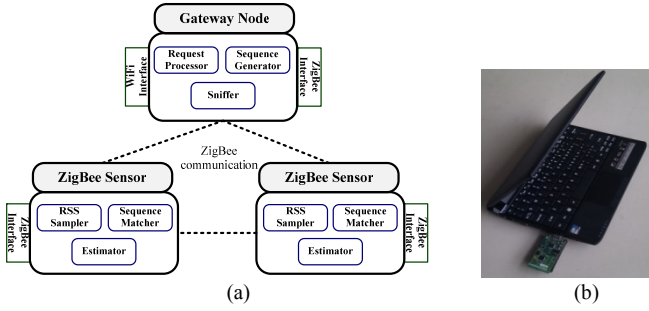 Gateway Node
WiFi
Interface
Request
Processor
Sequence
Generator
Sniffer
ZigBee
Interface
ZigBee
communication
ZigBee Sensor
ZigBee
Interface
RSS
Sampler
Sequence
Matcher
Estimator
ZigBee Sensor
RSS
Sampler
Sequence
Matcher
Estimator
ZigBee
Interface
(a)
(b)